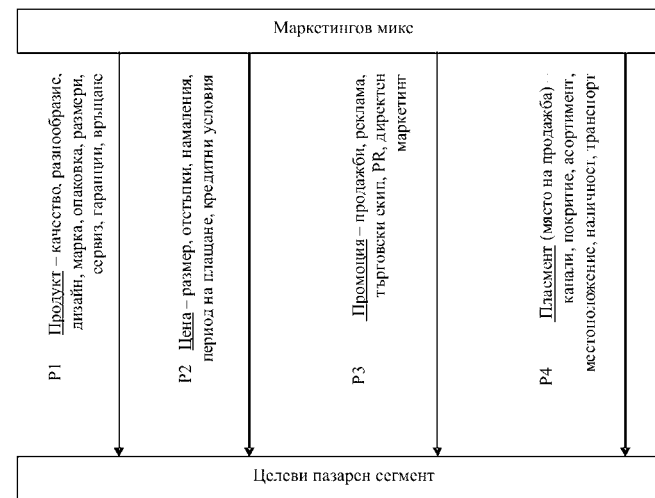 Маркетингов микс
P1 Продукт – качество, разнообразие,
дизайн, марка, опаковка, размери,
сервиз, гаранции, връщане
P2 Цена – размер, отстъпки, намаления,
период на плащане, кредитни условия
P3 Промоция – продажби, реклама,
търговски екип, PR, директен
маркетинг
P4 Пласмент (място на продажба) –
канали, покритие, асортимент,
местоположение, наличност, транспорт
Целеви пазарен сегмент